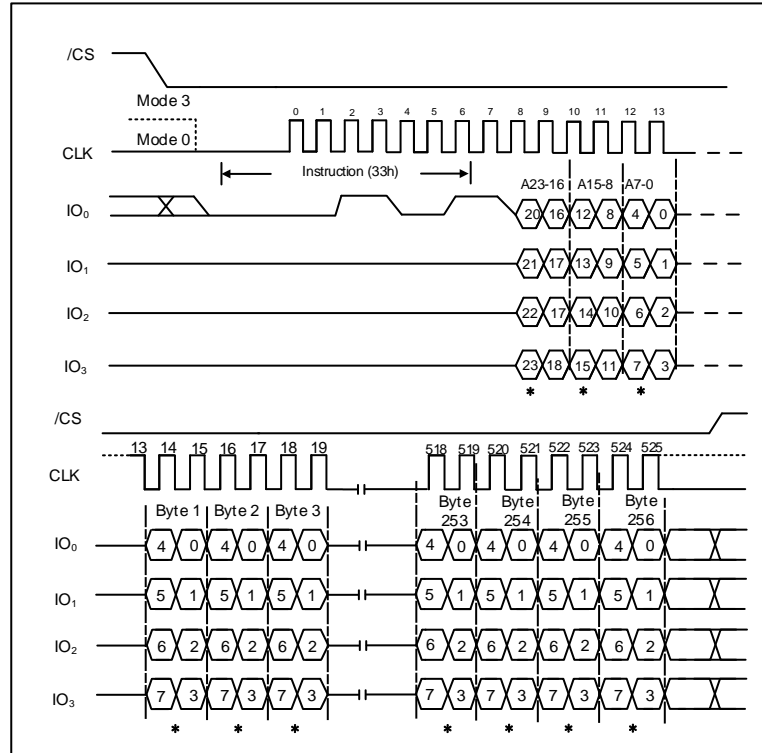 /CS
Mode 3
Mode 0
CLK
0 1 2 3 4 5 6 7 8 9 10 11 12 13
Instruction (33h)
A23-16 A15-8 A7-0
IO0 20 16 12 8 4 0
IO1 21 17 13 9 5 1
IO2 22 17 14 10 6 2
IO3 23 18 15 11 7 3
* * *
/CS
13 14 15 16 17 18 19 518 519 520 521 522 523 524 525
CLK
Byte 1 Byte 2 Byte 3 Byte 253 Byte 254 Byte 255 Byte 256
IO0 4 0 4 0 4 0 4 0 4 0 4 0 4 0
IO1 5 1 5 1 5 1 5 1 5 1 5 1 5 1
IO2 6 2 6 2 6 2 6 2 6 2 6 2 6 2
IO3 7 3 7 3 7 3 7 3 7 3 7 3 7 3
* * * * * * *